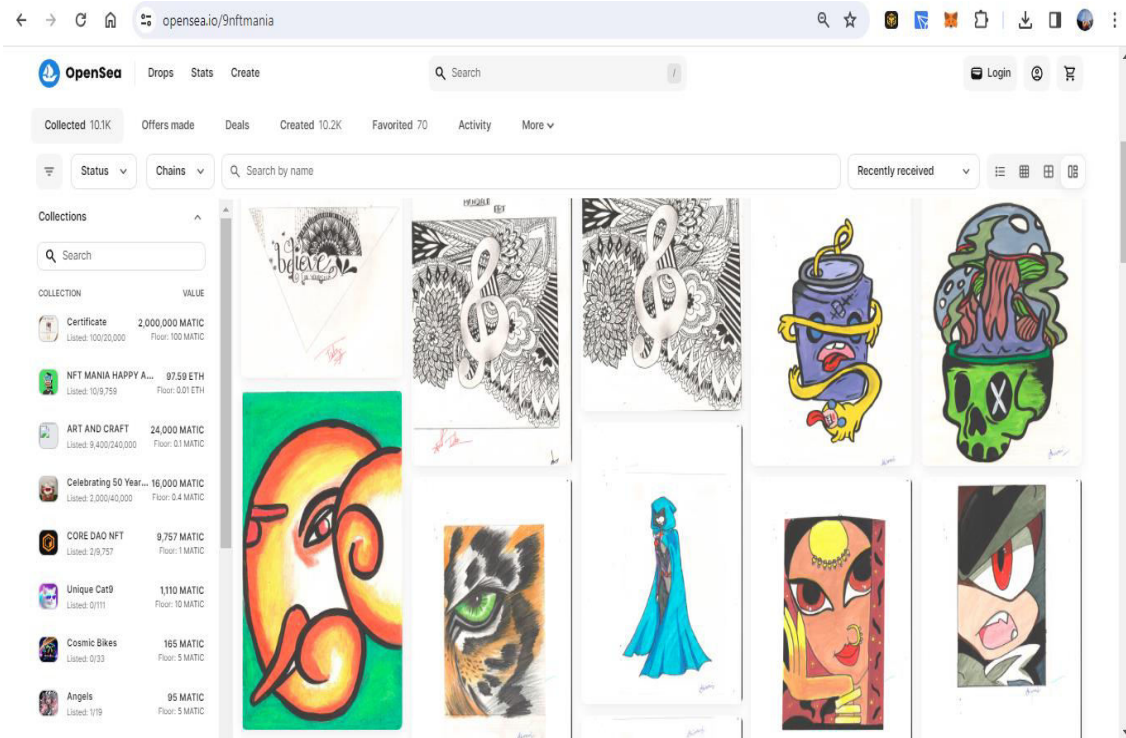 opensea.io/9nftmania
OpenSea Drops Stats Create Search / Login
Collected 10.1K Offers made Deals Created 10.2K Favorited 70 Activity More
Status Chains Search by name Recently received
Collections
Search
COLLECTION VALUE
Certificate 2,000,000 MATIC
Listed: 100/20,000 Floor: 100 MATIC
NFT MANIA HAPPY A... 97.59 ETH
Listed: 10/9,759 Floor: 0.01 ETH
ART AND CRAFT 24,000 MATIC
Listed: 9,400/240,000 Floor: 0.1 MATIC
Celebrating 50 Year... 16,000 MATIC
Listed: 2,000/40,000 Floor: 0.4 MATIC
CORE DAO NFT 9,757 MATIC
Listed: 2/9,757 Floor: 1 MATIC
Unique Cat9 1,110 MATIC
Listed: 0/111 Floor: 10 MATIC
Cosmic Bikes 165 MATIC
Listed: 0/33 Floor: 5 MATIC
Angels 95 MATIC
Listed: 1/19 Floor: 5 MATIC
believe